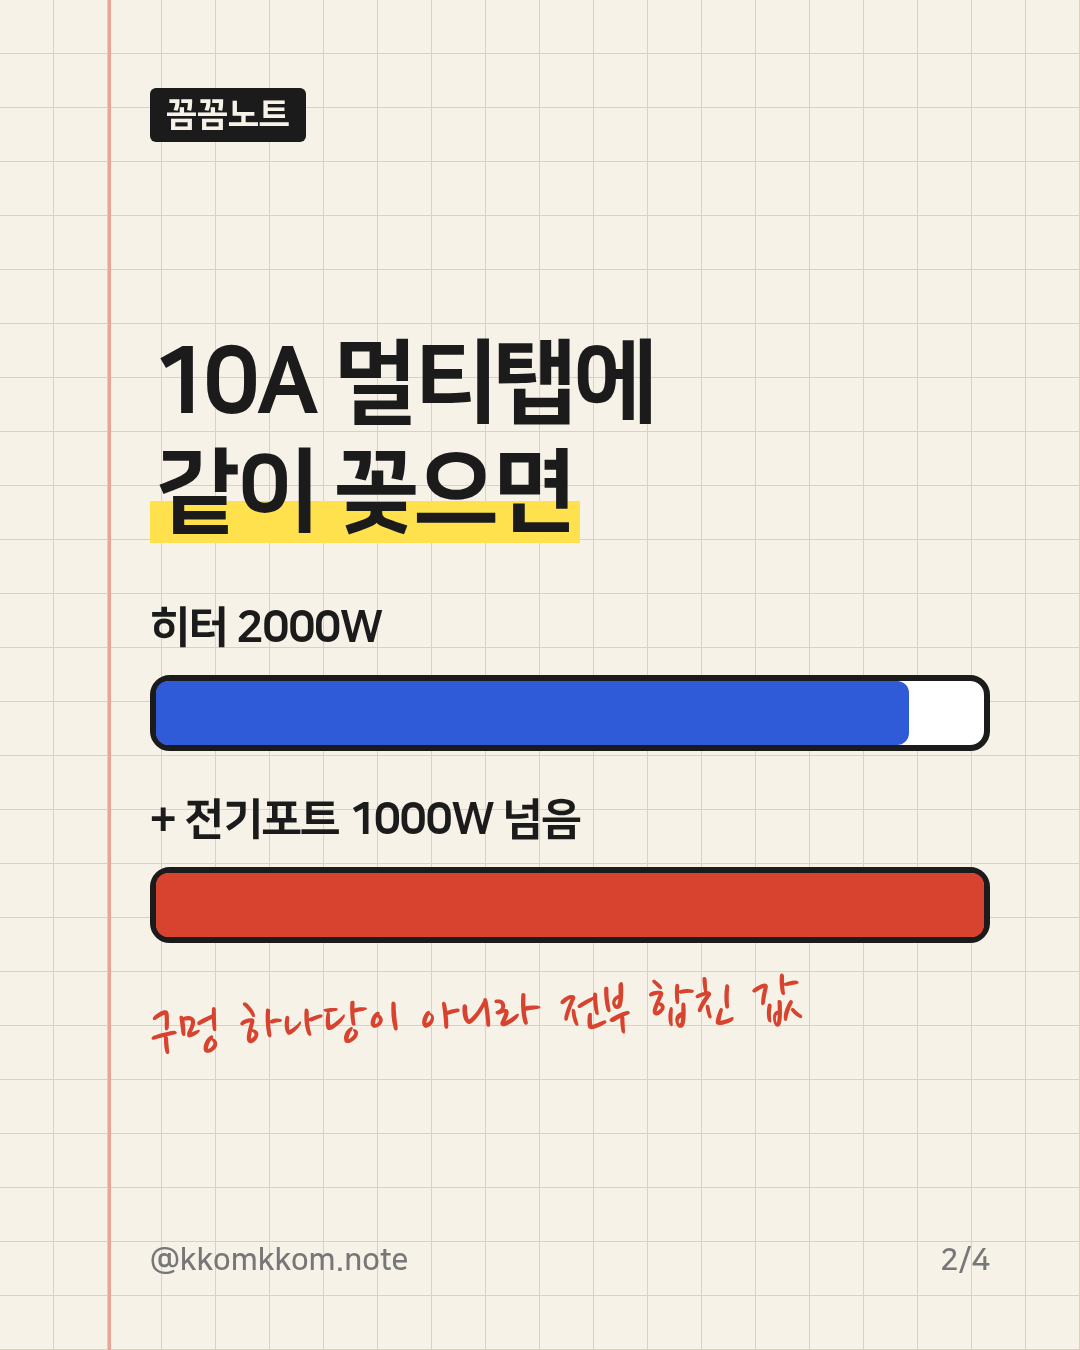 꼼꼼노트
10A 멀티탭에
같이 꽂으면
히터 2000W
+ 전기포트 1000W 넘음
구멍 하나당이 아니라 전부 합친 값
@kkomkkom.note
2/4